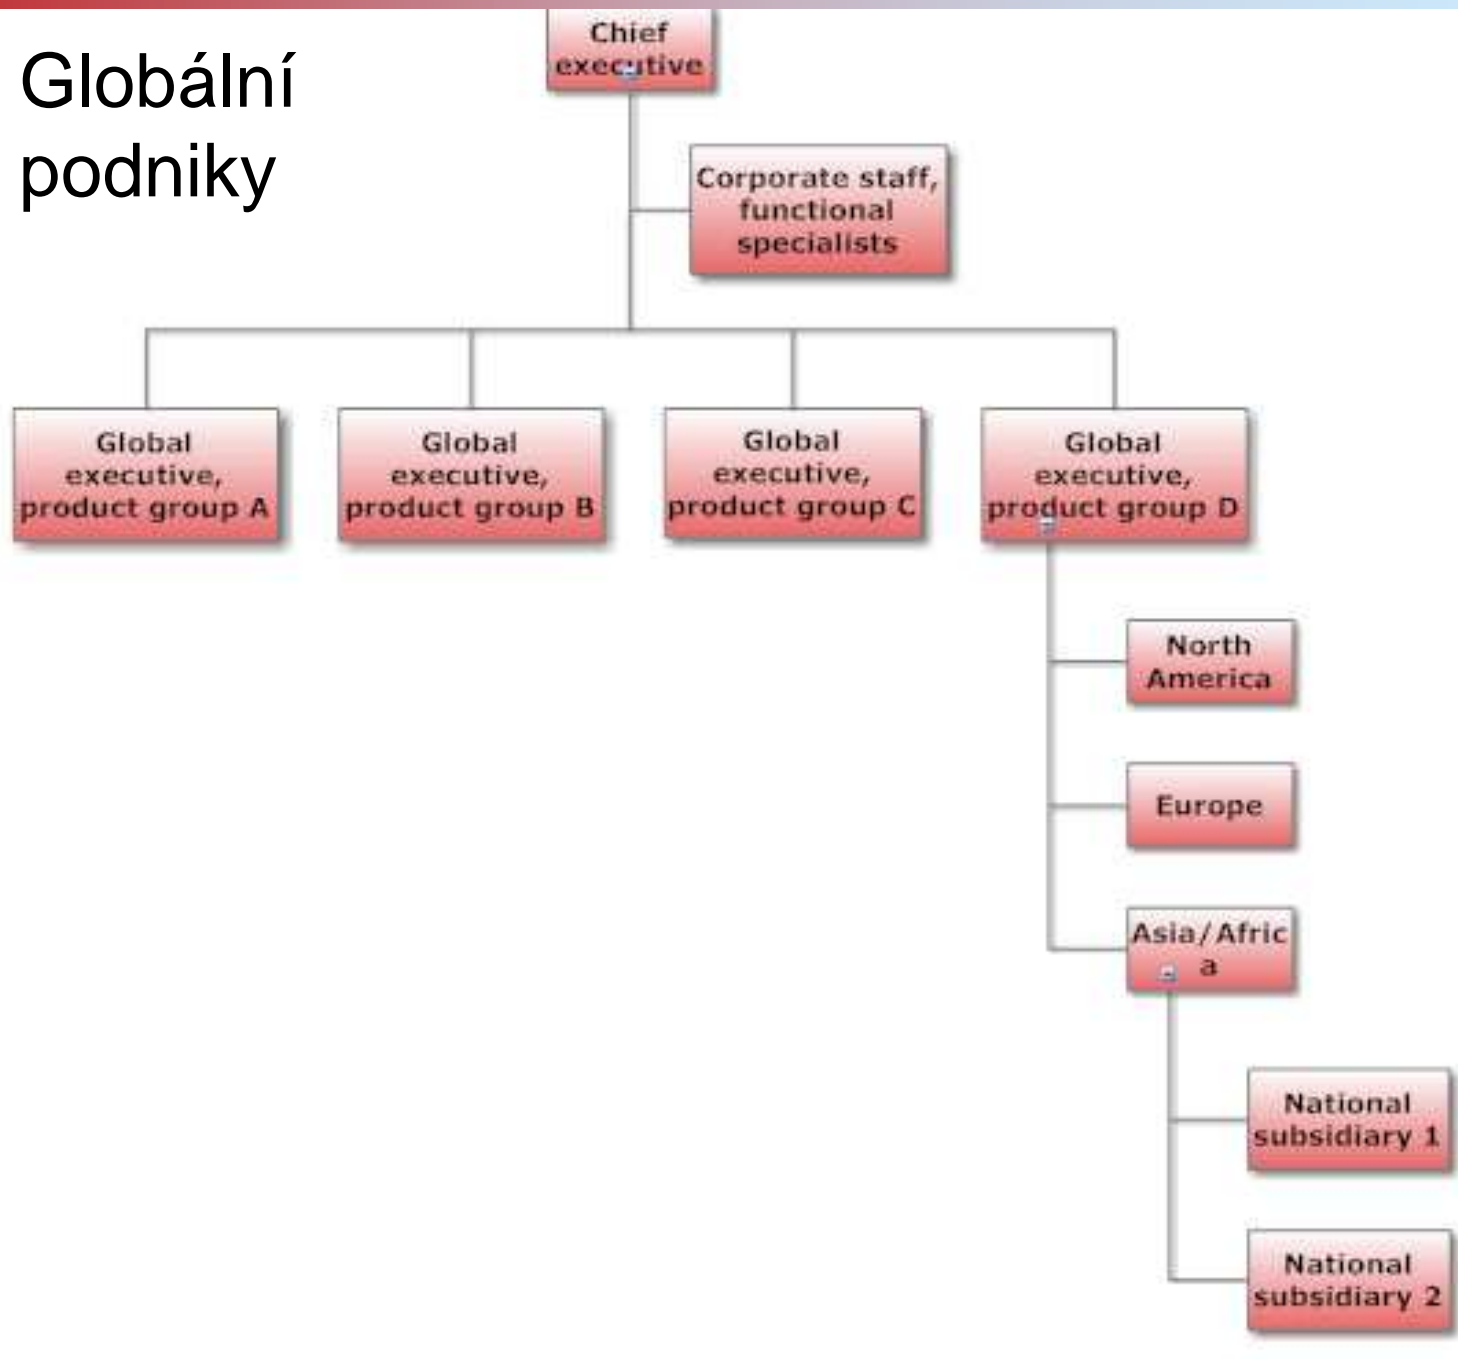 Globální
podniky
Chief
executive
Corporate staff,
functional
specialists
Global
executive,
product group A
Global
executive,
product group B
Global
executive,
product group C
Global
executive,
product group D
North
America
Europe
Asia/Afric
a
National
subsidiary 1
National
subsidiary 2